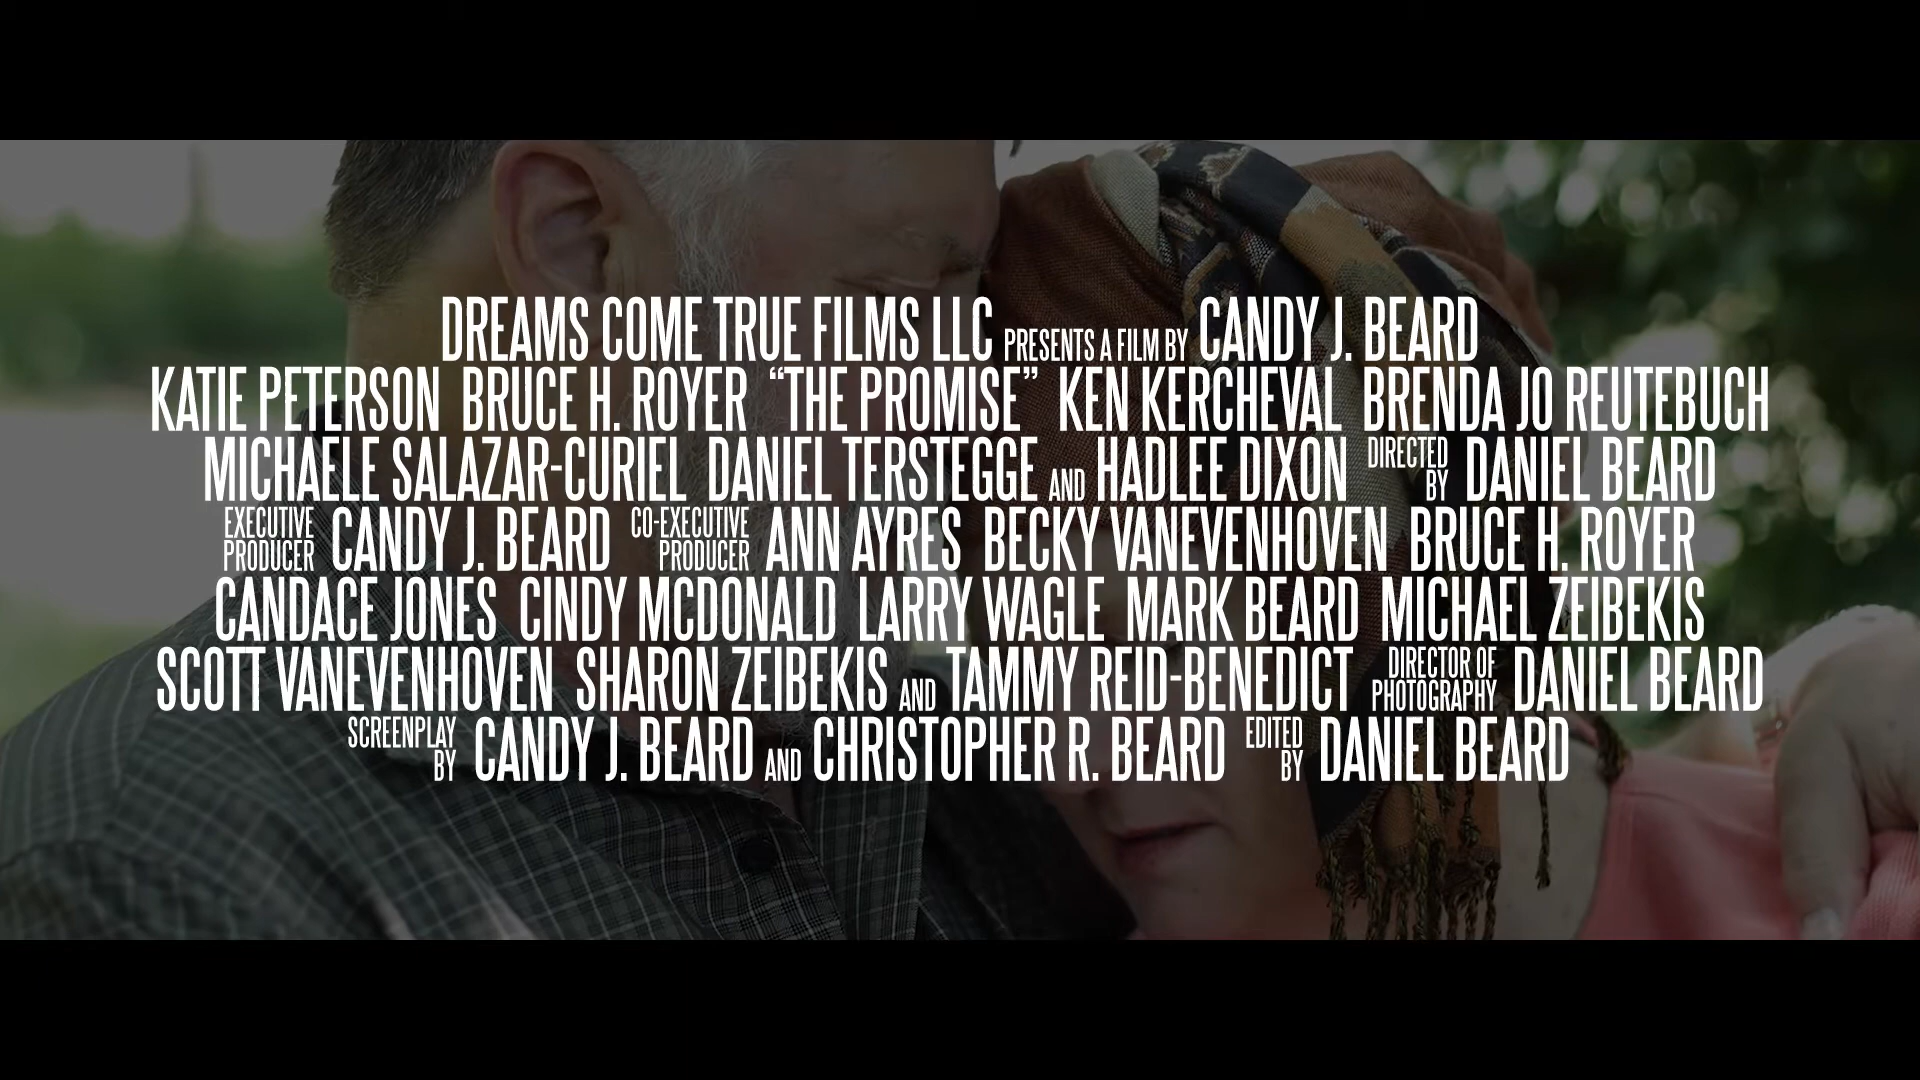 DREAMS COME TRUE FILMS LLC PRESENTS A FILM BY CANDY J. BEARD
KATIE PETERSON BRUCE H. ROYER “THE PROMISE” KEN KERCHEVAL BRENDA JO REUTEBUCH
MICHAELE SALAZAR-CURIEL DANIEL TERSTEGGE AND HADLEE DIXON DIRECTED BY DANIEL BEARD
EXECUTIVE PRODUCER CANDY J. BEARD CO-EXECUTIVE PRODUCER ANN AYRES BECKY VANEVENHOVEN BRUCE H. ROYER
CANDACE JONES CINDY MCDONALD LARRY WAGLE MARK BEARD MICHAEL ZEIBEKIS
SCOTT VANEVENHOVEN SHARON ZEIBEKIS AND TAMMY REID-BENEDICT DIRECTOR OF PHOTOGRAPHY DANIEL BEARD
SCREENPLAY BY CANDY J. BEARD AND CHRISTOPHER R. BEARD EDITED BY DANIEL BEARD